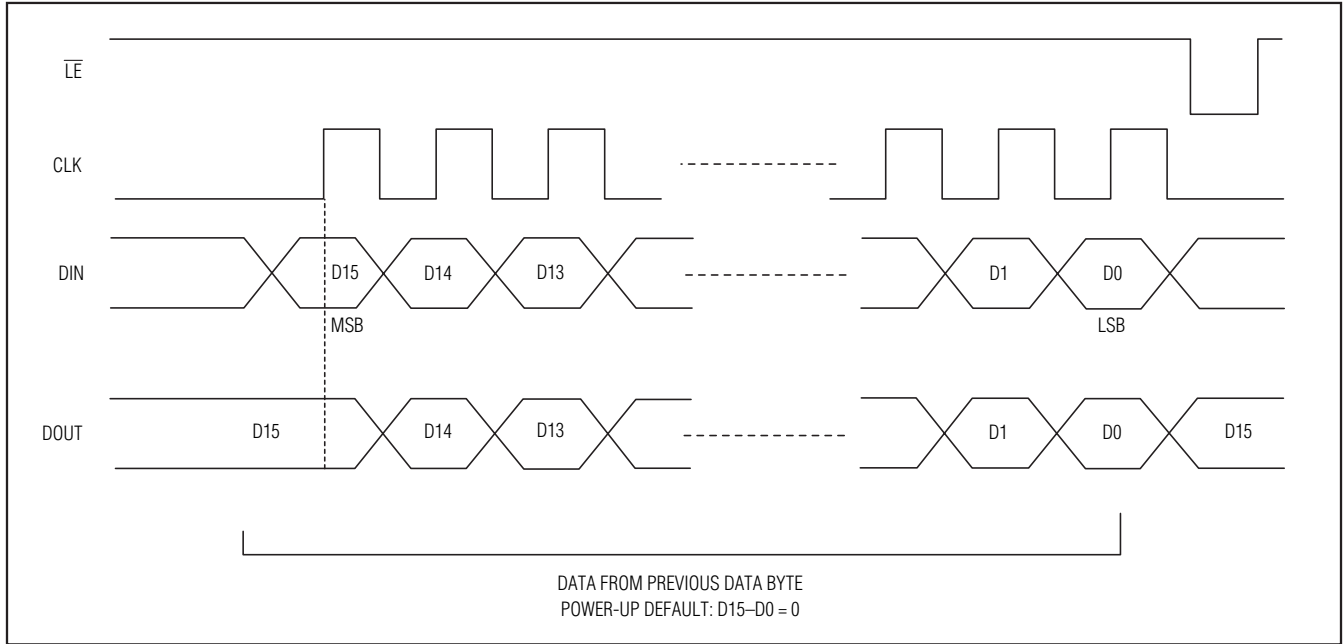 LE
CLK
DIN
D15
D14
D13
D1
D0
MSB
LSB
DOUT
D15
D14
D13
D1
D0
D15
DATA FROM PREVIOUS DATA BYTE
POWER-UP DEFAULT: D15–D0 = 0